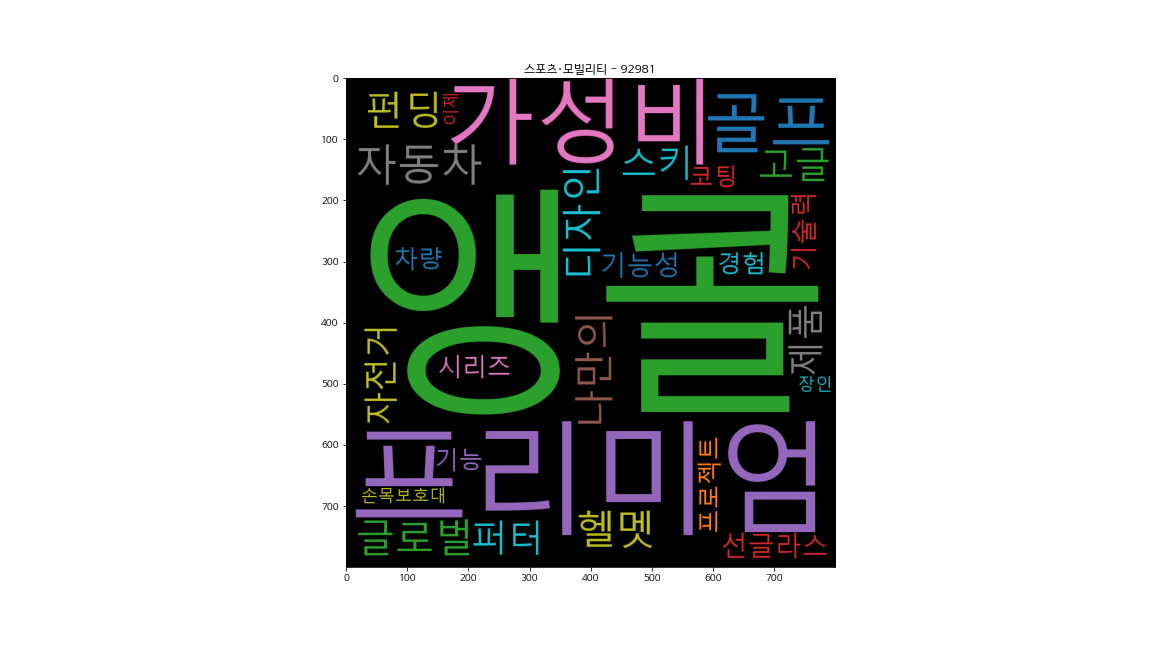 스포츠·모빌리티 - 92981
펀딩
이제
가성비
골프
자동차
스키
코팅
고글
앵콜
디자인
기술력
차량
기능성
경험
자전거
시리즈
나만의
제품
장인
프리미엄
기능
프로젝트
손목보호대
글로벌
퍼터
헬멧
선글라스
0
100
200
300
400
500
600
700
0 100 200 300 400 500 600 700